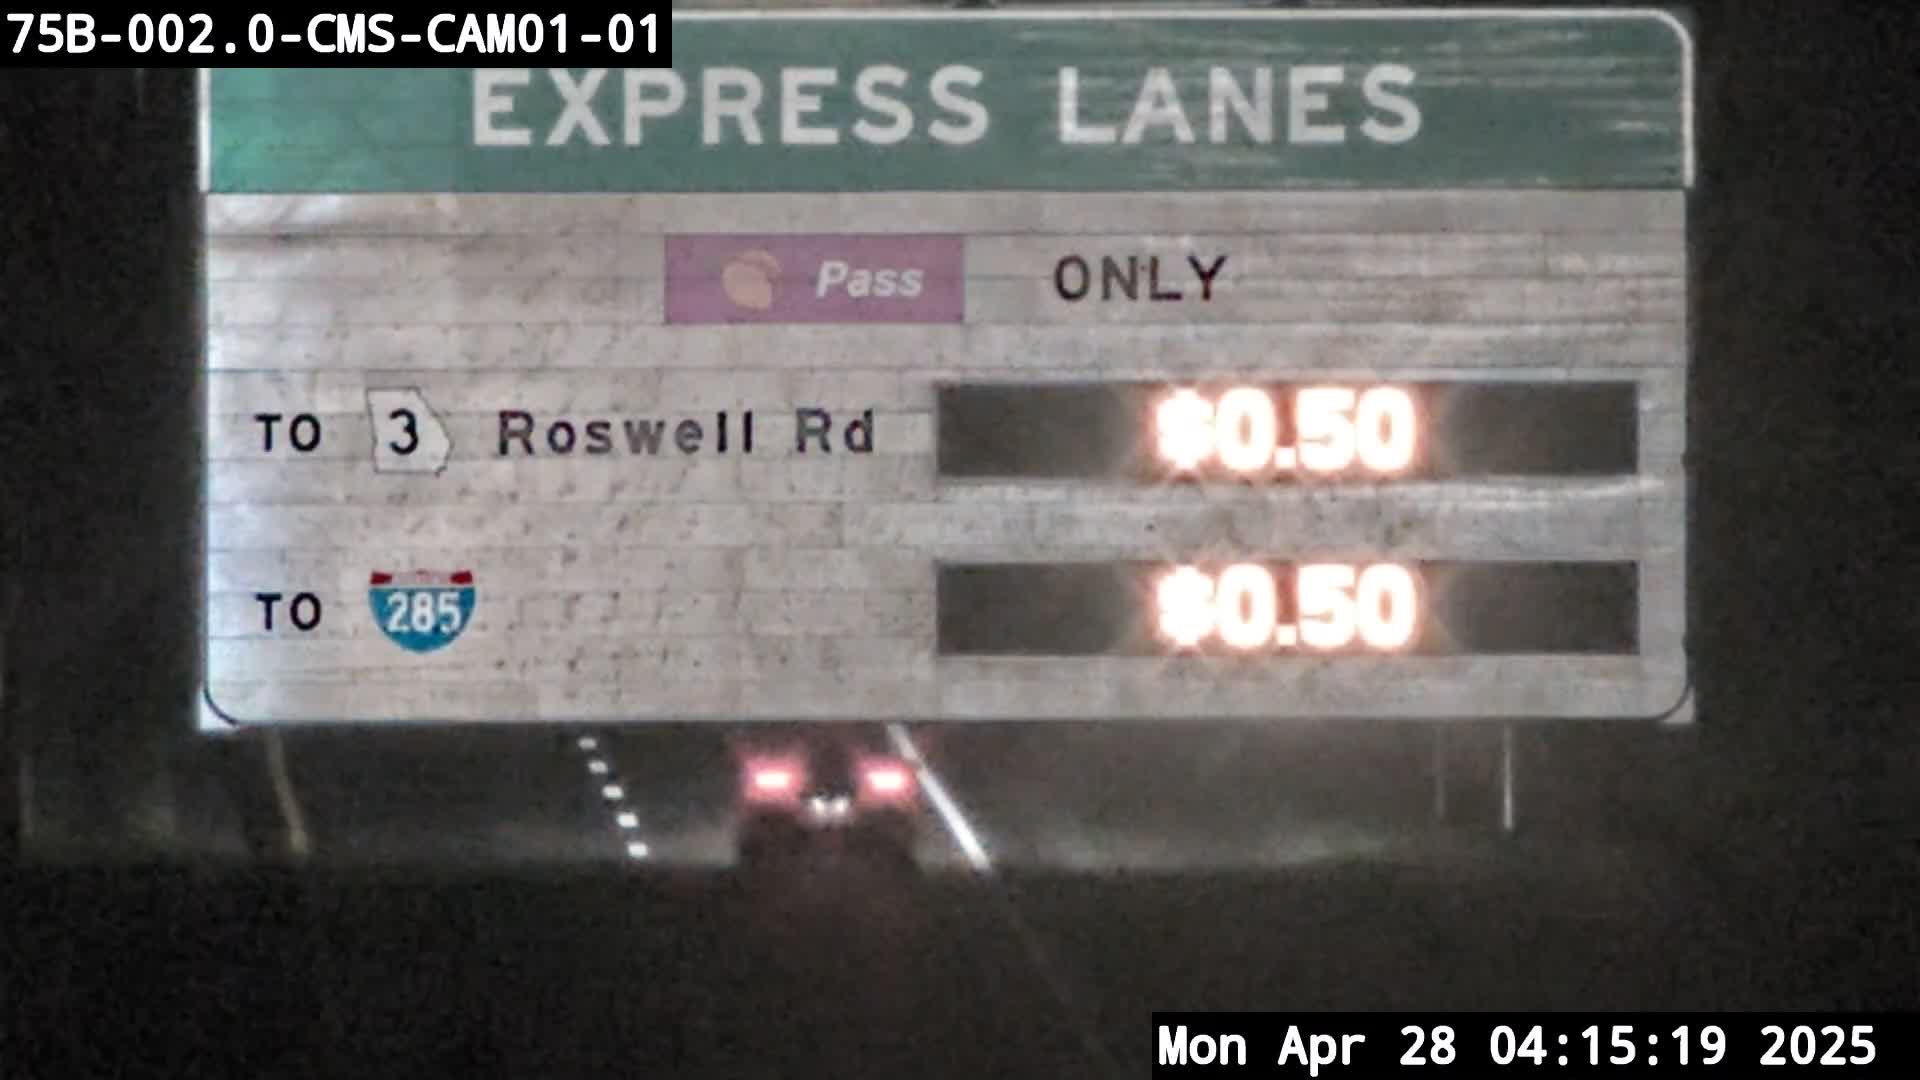 75B-002.0-CMS-CAM01-01
EXPRESS LANES
Pass ONLY
TO 3 Roswell Rd $0.50
TO 285 $0.50
Mon Apr 28 04:15:19 2025